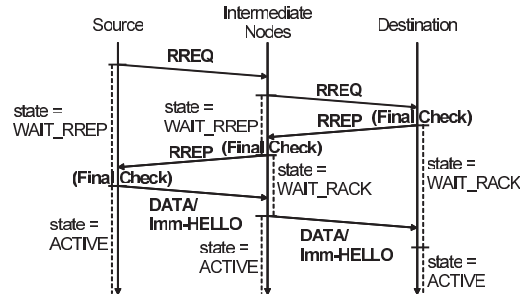 Source
Intermediate
Nodes
Destination
RREQ
RREQ
state =
WAIT_RREP
state =
WAIT_RREP
RREP
(Final Check)
RREP
(Final Check)
(Final Check)
state =
WAIT_RACK
state =
WAIT_RACK
DATA/
Imm-HELLO
state =
ACTIVE
state =
ACTIVE
DATA/
Imm-HELLO
state =
ACTIVE